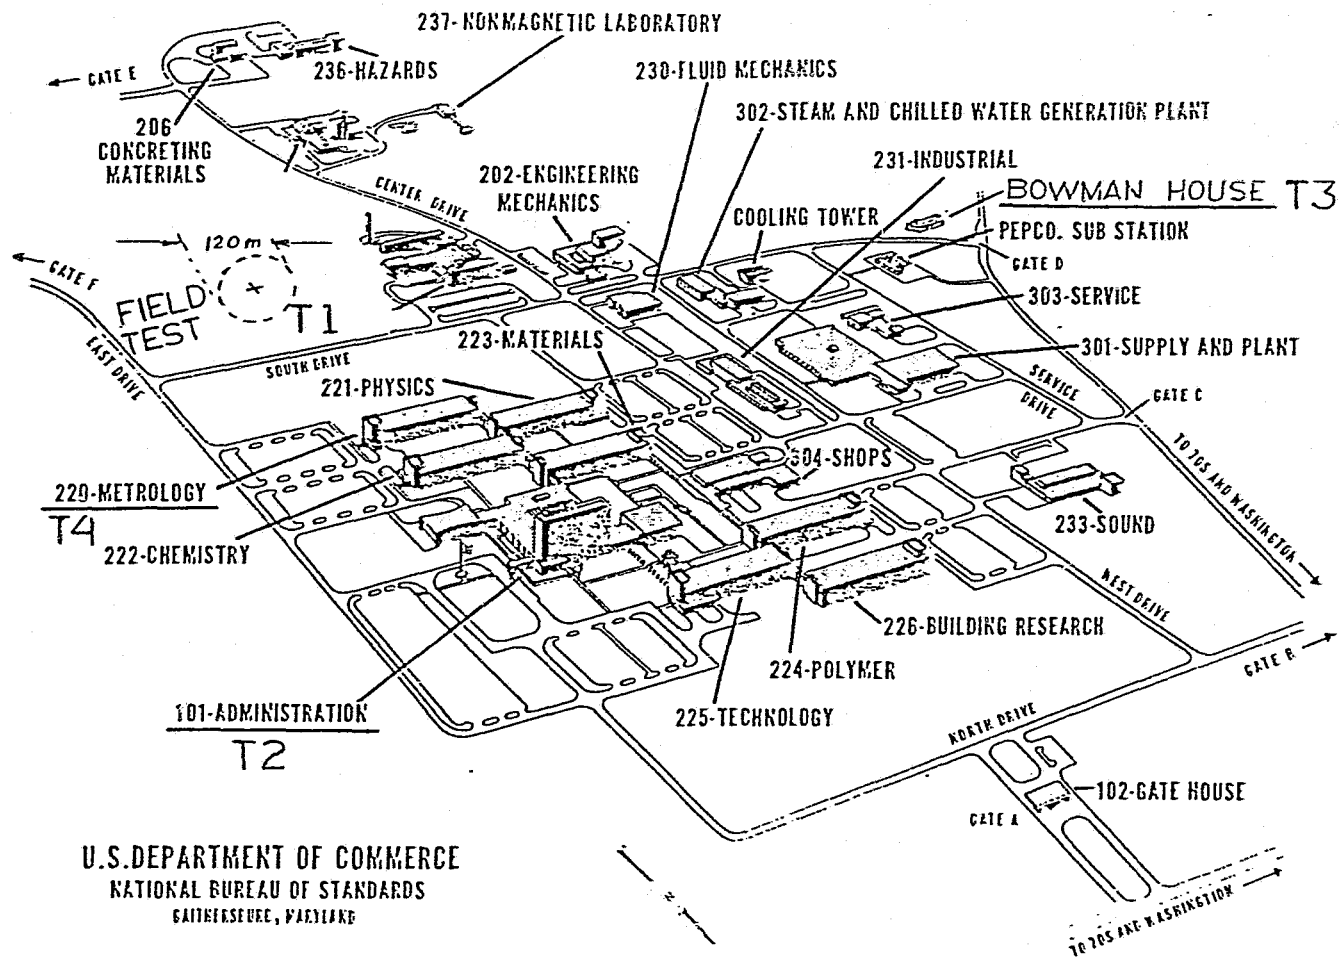 237-NONMAGNETIC LABORATORY
GATE E
236-HAZARDS
230-FLUID MECHANICS
302-STEAM AND CHILLED WATER GENERATION PLANT
206
CONCRETING
MATERIALS
231-INDUSTRIAL
202-ENGINEERING
MECHANICS
CENTER DRIVE
BOWMAN HOUSE T3
COOLING TOWER
PEPCO. SUB STATION
120m
GATE D
GATE F
FIELD
TEST
T1
303-SERVICE
EAST DRIVE
SOUTH DRIVE
223-MATERIALS
301-SUPPLY AND PLANT
221-PHYSICS
SERVICE
DRIVE
GATE C
304-SHOPS
TO 70S AND WASHINGTON
220-METROLOGY
T4
222-CHEMISTRY
233-SOUND
WEST DRIVE
226-BUILDING RESEARCH
224-POLYMER
GATE B
101-ADMINISTRATION
T2
225-TECHNOLOGY
NORTH DRIVE
102-GATE HOUSE
GATE A
U.S.DEPARTMENT OF COMMERCE
NATIONAL BUREAU OF STANDARDS
GAITHERSBURG, MARYLAND
N
TO 70S AND WASHINGTON